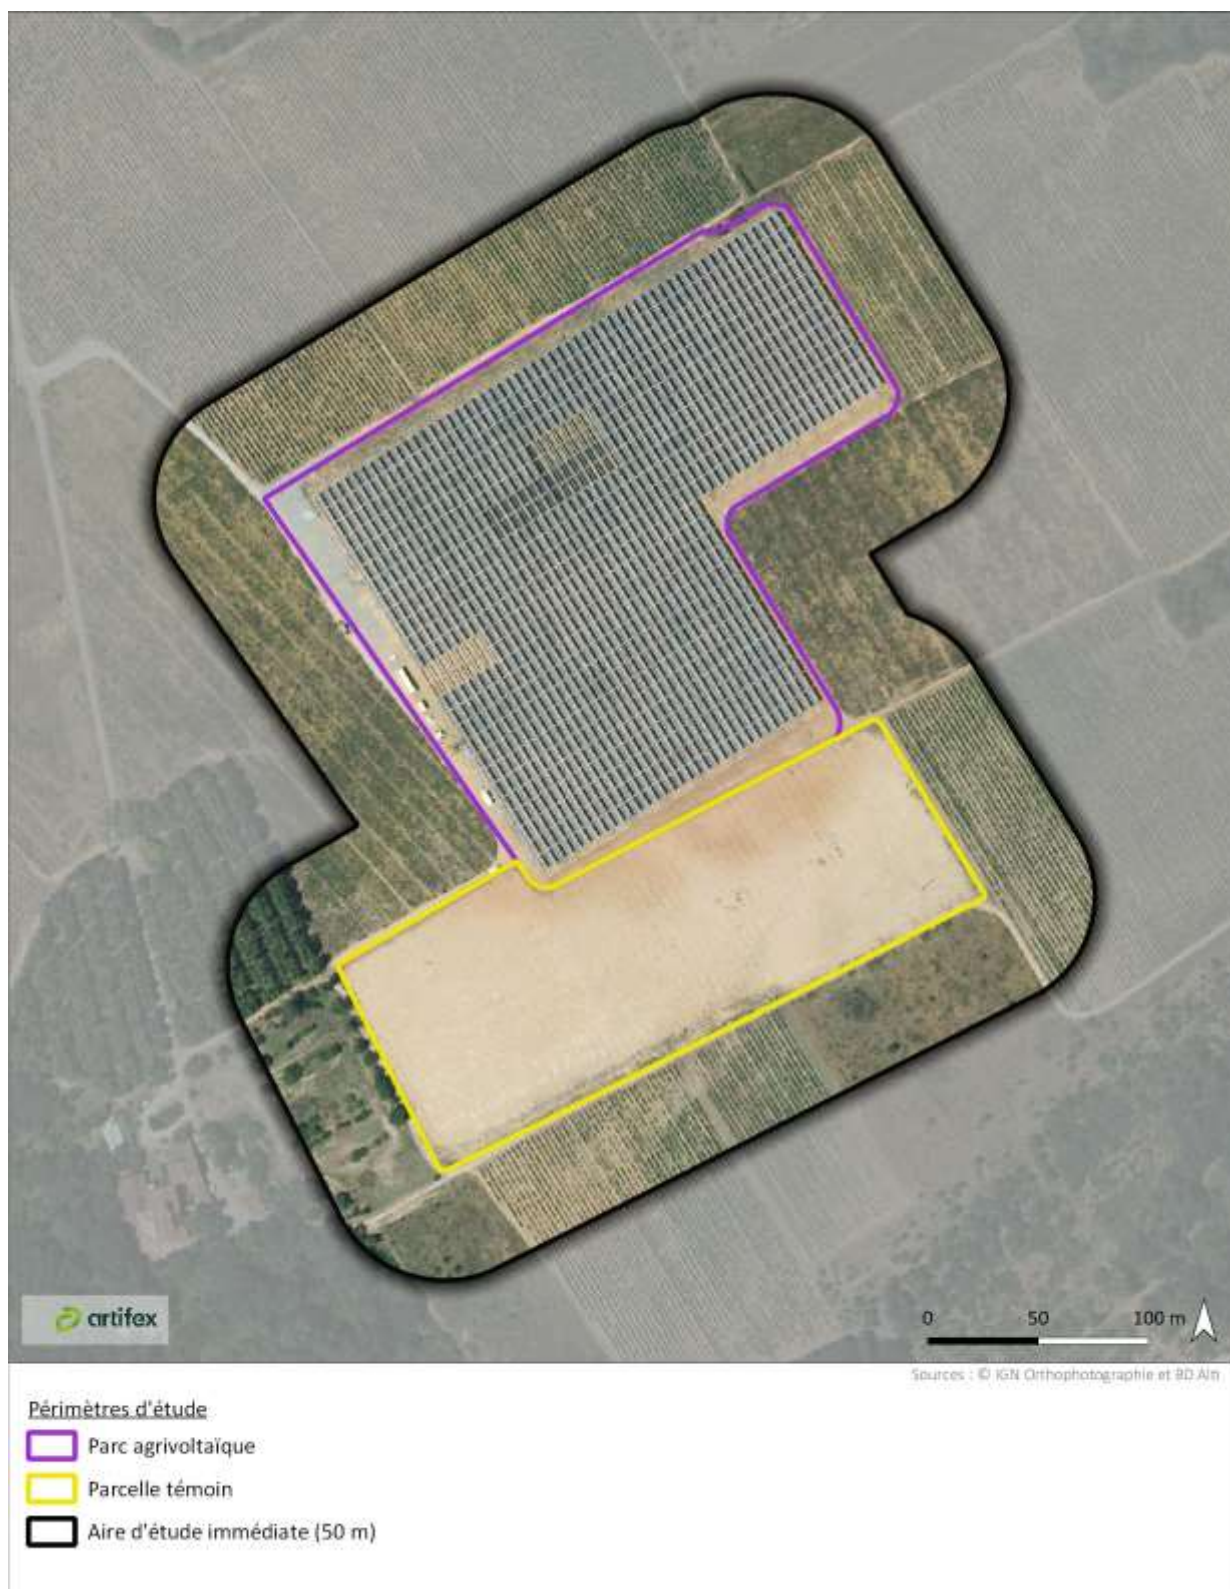 artifex
0 50 100 m
Sources : © IGN Orthophotographie et BD Alti
Périmètres d'étude
Parc agrivoltaïque
Parcelle témoin
Aire d'étude immédiate (50 m)